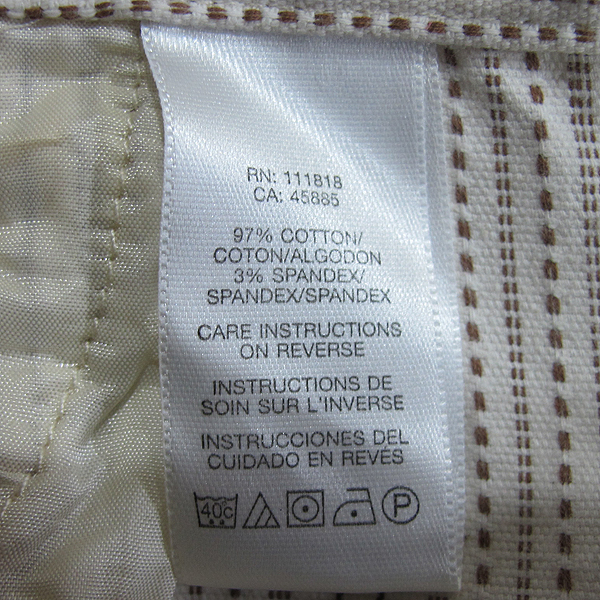 RN: 111818
CA: 45885
97% COTTON/
COTON/ALGODON
3% SPANDEX/
SPANDEX/SPANDEX
CARE INSTRUCTIONS
ON REVERSE
INSTRUCTIONS DE
SOIN SUR L'INVERSE
INSTRUCCIONES DEL
CUIDADO EN REVÉS
40C P